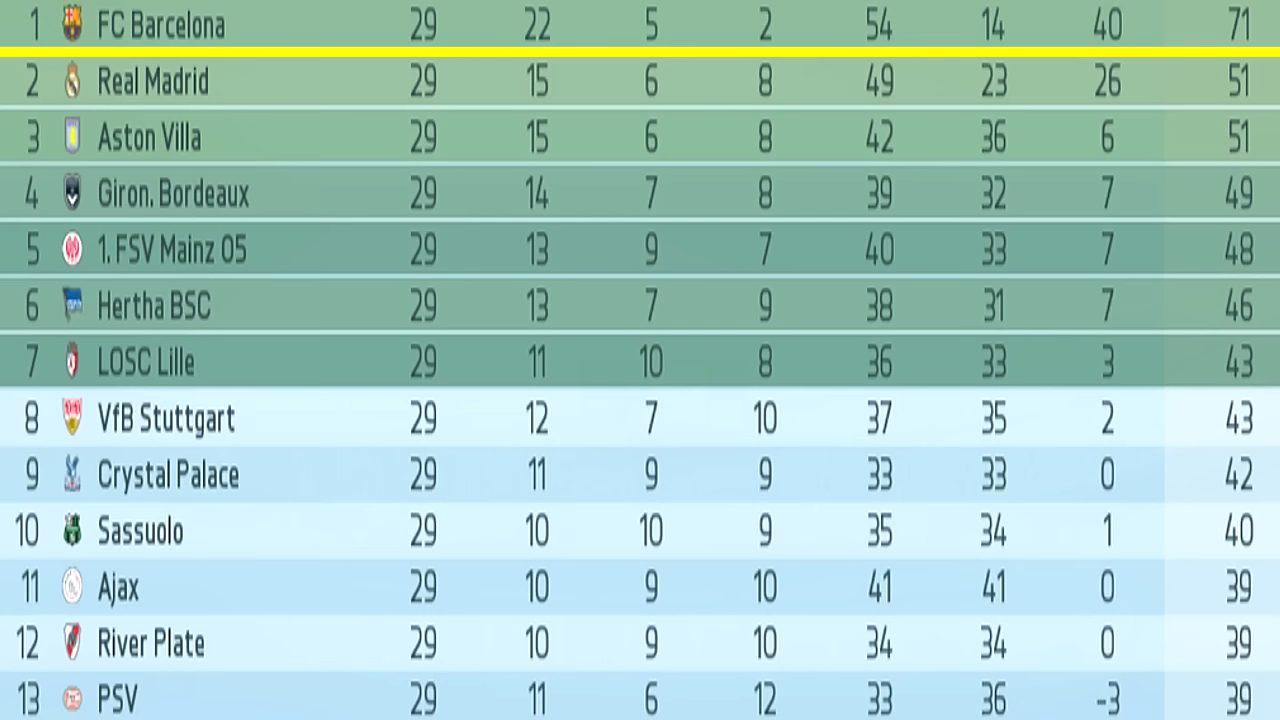 1 FC Barcelona 29 22 5 2 54 14 40 71
2 Real Madrid 29 15 6 8 49 23 26 51
3 Aston Villa 29 15 6 8 42 36 6 51
4 Giron. Bordeaux 29 14 7 8 39 32 7 49
5 1. FSV Mainz 05 29 13 9 7 40 33 7 48
6 Hertha BSC 29 13 7 9 38 31 7 46
7 LOSC Lille 29 11 10 8 36 33 3 43
8 VfB Stuttgart 29 12 7 10 37 35 2 43
9 Crystal Palace 29 11 9 9 33 33 0 42
10 Sassuolo 29 10 10 9 35 34 1 40
11 Ajax 29 10 9 10 41 41 0 39
12 River Plate 29 10 9 10 34 34 0 39
13 PSV 29 11 6 12 33 36 -3 39